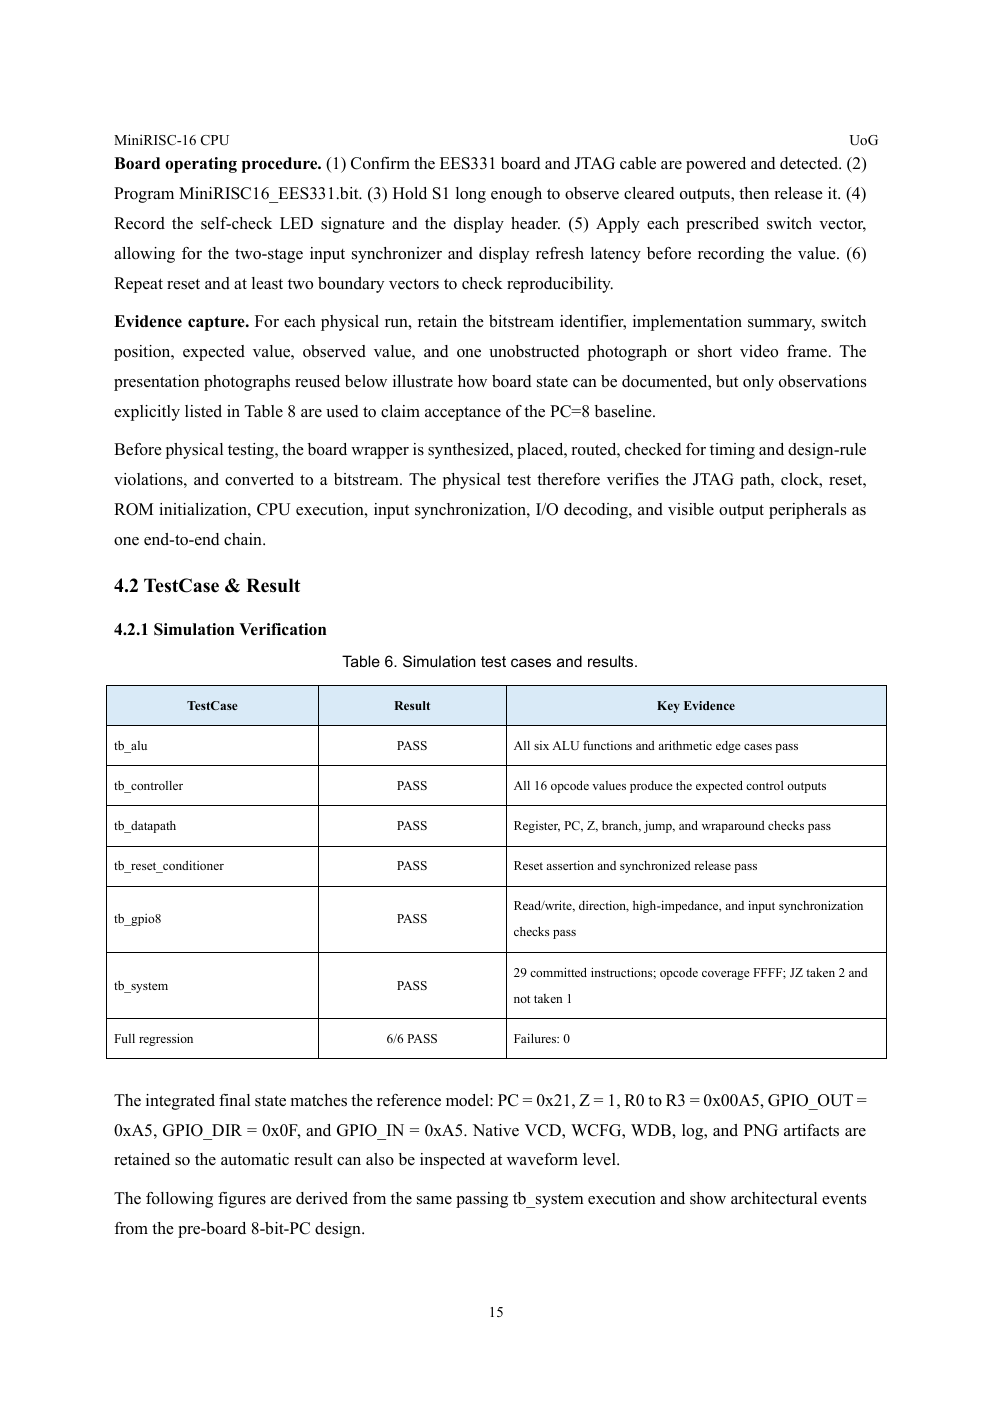 MiniRISC-16 CPU UoG
Board operating procedure. (1) Confirm the EES331 board and JTAG cable are powered and detected. (2)
Program MiniRISC16_EES331.bit. (3) Hold S1 long enough to observe cleared outputs, then release it. (4)
Record the self-check LED signature and the display header. (5) Apply each prescribed switch vector,
allowing for the two-stage input synchronizer and display refresh latency before recording the value. (6)
Repeat reset and at least two boundary vectors to check reproducibility.
Evidence capture. For each physical run, retain the bitstream identifier, implementation summary, switch
position, expected value, observed value, and one unobstructed photograph or short video frame. The
presentation photographs reused below illustrate how board state can be documented, but only observations
explicitly listed in Table 8 are used to claim acceptance of the PC=8 baseline.
Before physical testing, the board wrapper is synthesized, placed, routed, checked for timing and design-rule
violations, and converted to a bitstream. The physical test therefore verifies the JTAG path, clock, reset,
ROM initialization, CPU execution, input synchronization, I/O decoding, and visible output peripherals as
one end-to-end chain.
4.2 TestCase & Result
4.2.1 Simulation Verification
Table 6. Simulation test cases and results.
TestCase Result Key Evidence
tb_alu PASS All six ALU functions and arithmetic edge cases pass
tb_controller PASS All 16 opcode values produce the expected control outputs
tb_datapath PASS Register, PC, Z, branch, jump, and wraparound checks pass
tb_reset_conditioner PASS Reset assertion and synchronized release pass
tb_gpio8 PASS Read/write, direction, high-impedance, and input synchronization
checks pass
tb_system PASS 29 committed instructions; opcode coverage FFFF; JZ taken 2 and
not taken 1
Full regression 6/6 PASS Failures: 0
The integrated final state matches the reference model: PC = 0x21, Z = 1, R0 to R3 = 0x00A5, GPIO_OUT =
0xA5, GPIO_DIR = 0x0F, and GPIO_IN = 0xA5. Native VCD, WCFG, WDB, log, and PNG artifacts are
retained so the automatic result can also be inspected at waveform level.
The following figures are derived from the same passing tb_system execution and show architectural events
from the pre-board 8-bit-PC design.
15